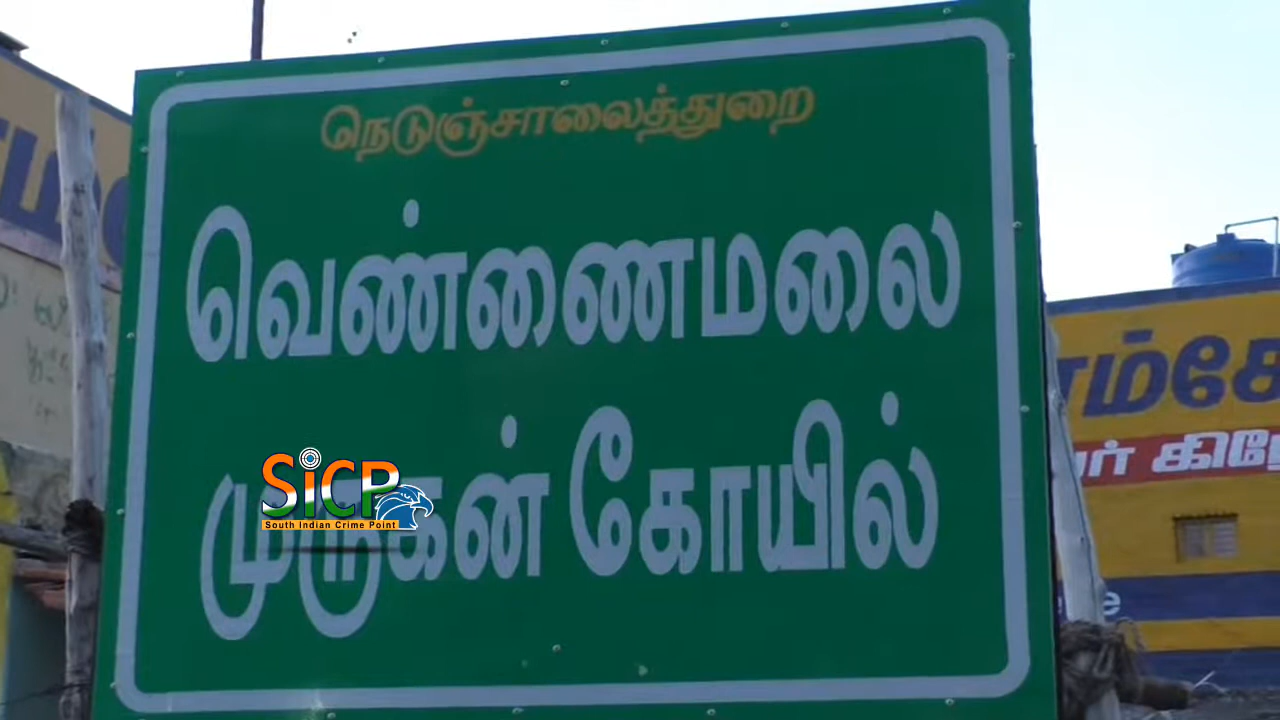 நெடுஞ்சாலைத்துறை
வெண்ணைமலை
முருகன் கோயில்
SiCP
South Indian Crime Point